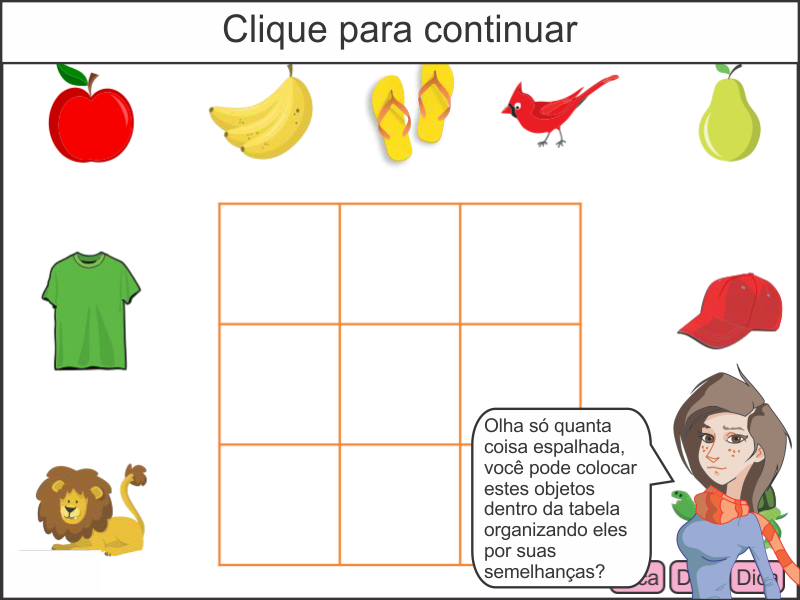 Clique para continuar
Olha só quanta
coisa espalhada,
você pode colocar
estes objetos
dentro da tabela
organizando eles
por suas
semelhanças?
Dica